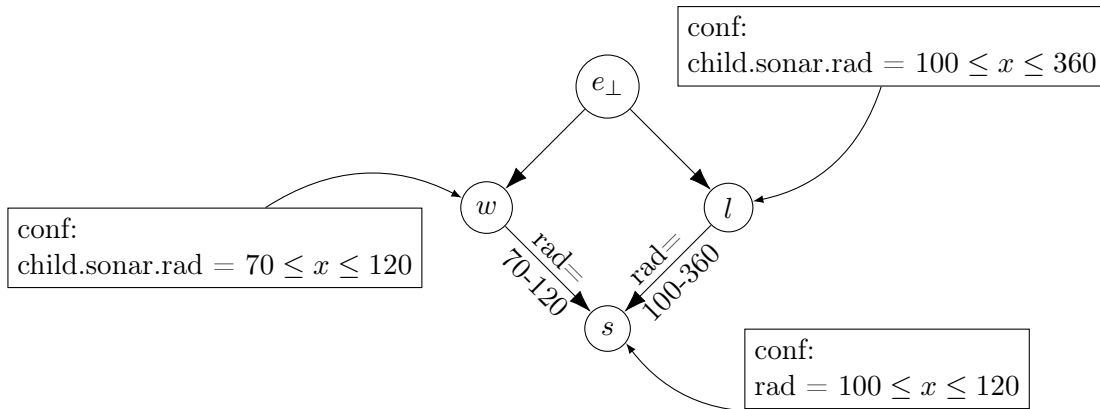 conf:
child.sonar.rad = 100 ≤ x ≤ 360
e⊥
w
l
conf:
child.sonar.rad = 70 ≤ x ≤ 120
rad=
70-120
rad=
100-360
s
conf:
rad = 100 ≤ x ≤ 120